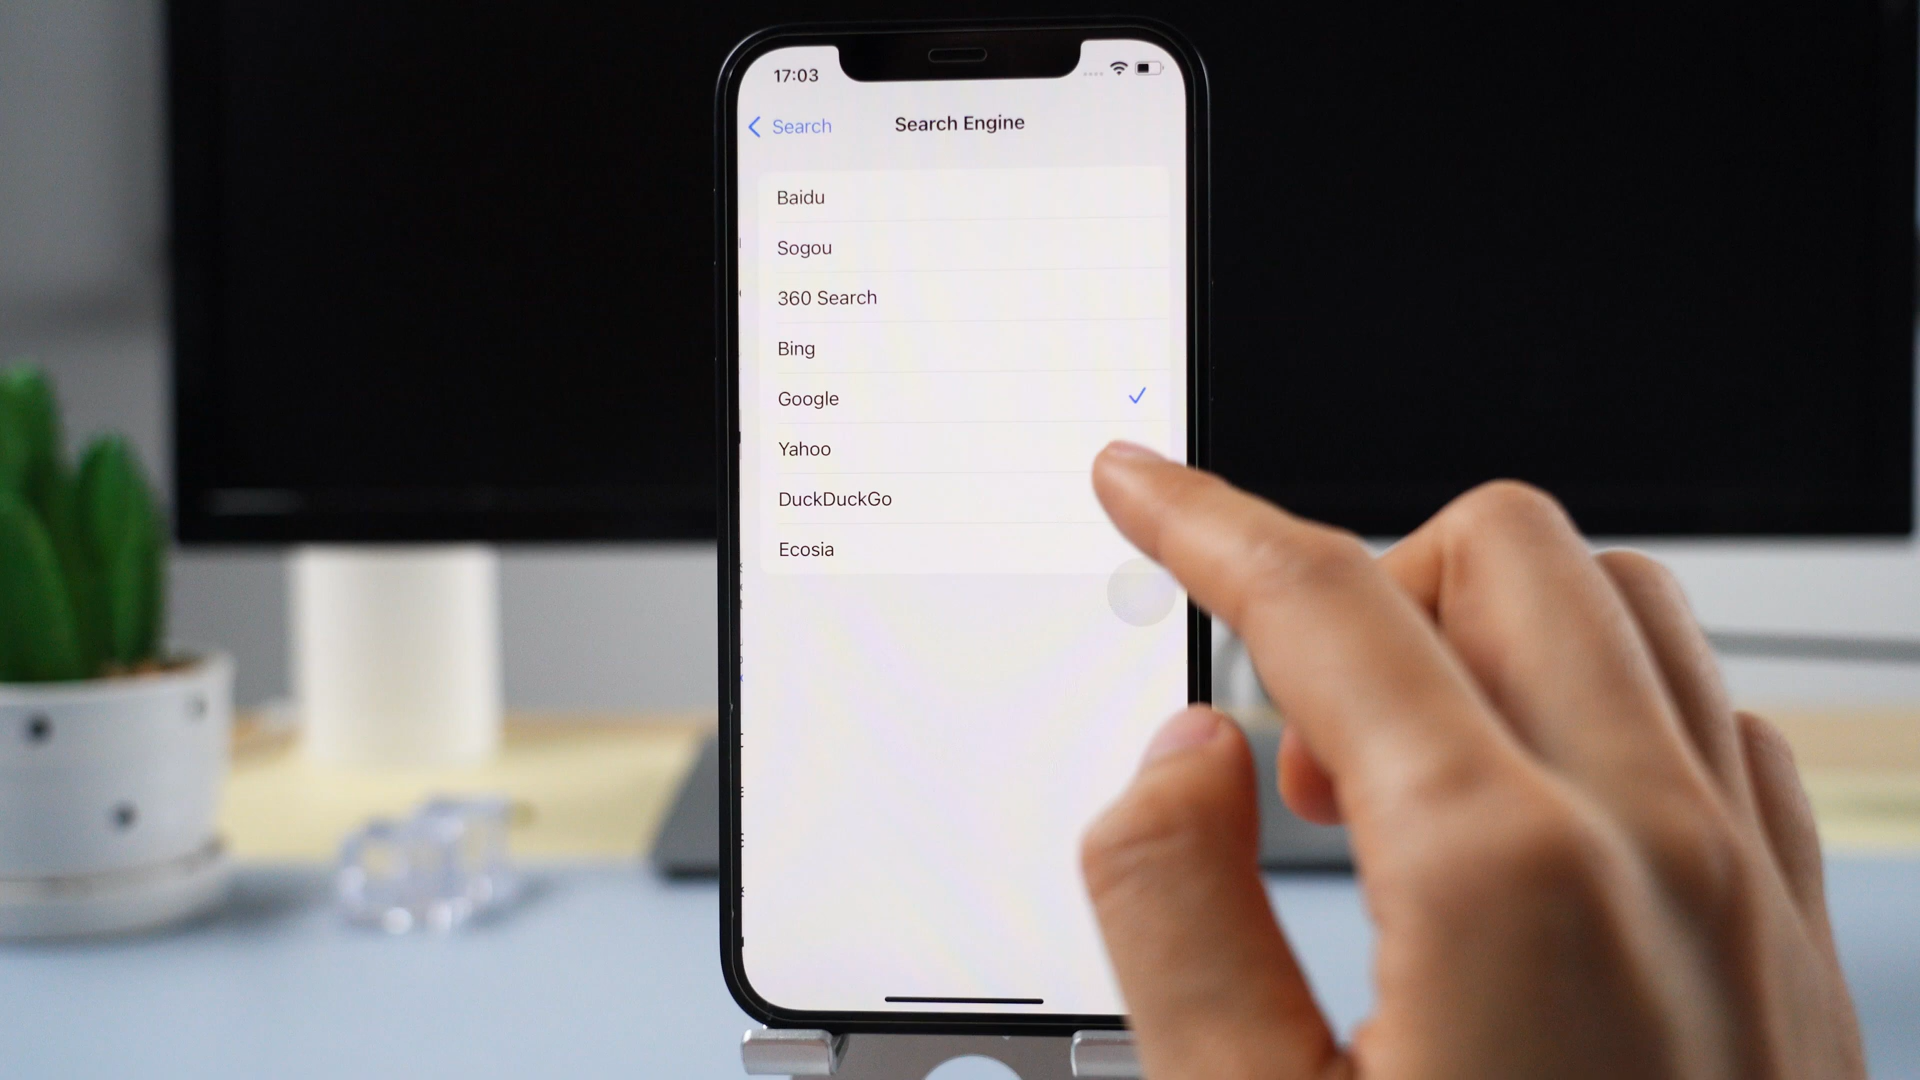 17:03
Search
Search Engine
Baidu
Sogou
360 Search
Bing
Google
Yahoo
DuckDuckGo
Ecosia